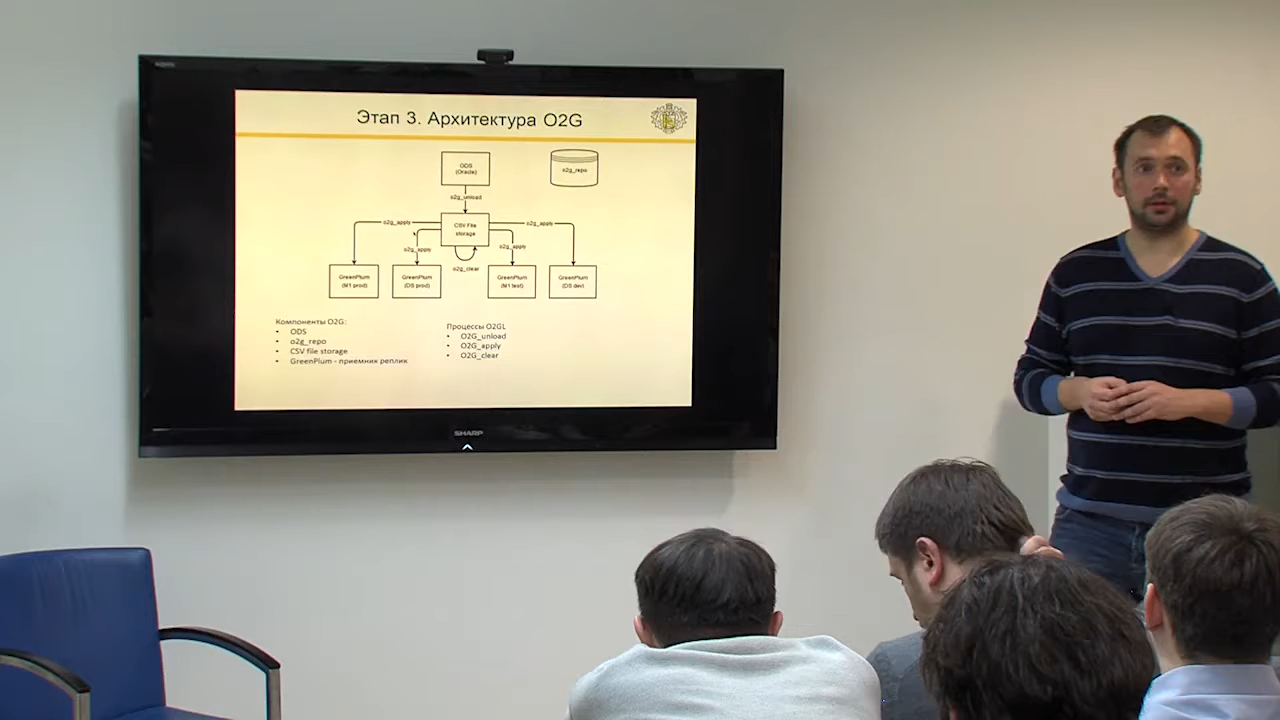 Этап 3. Архитектура O2G
ODS
(Oracle)
o2g_repo
o2g_unload
o2g_apply
CSV File
storage
o2g_apply
o2g_apply
o2g_apply
o2g_clear
GreenPlum
(M1 prod)
GreenPlum
(DS prod)
GreenPlum
(M1 test)
GreenPlum
(DS dev)
Компоненты O2G:
• ODS
• o2g_repo
• CSV file storage
• GreenPlum - приемник реплик
Процессы O2GL
• O2G_unload
• O2G_apply
• O2G_clear
SHARP